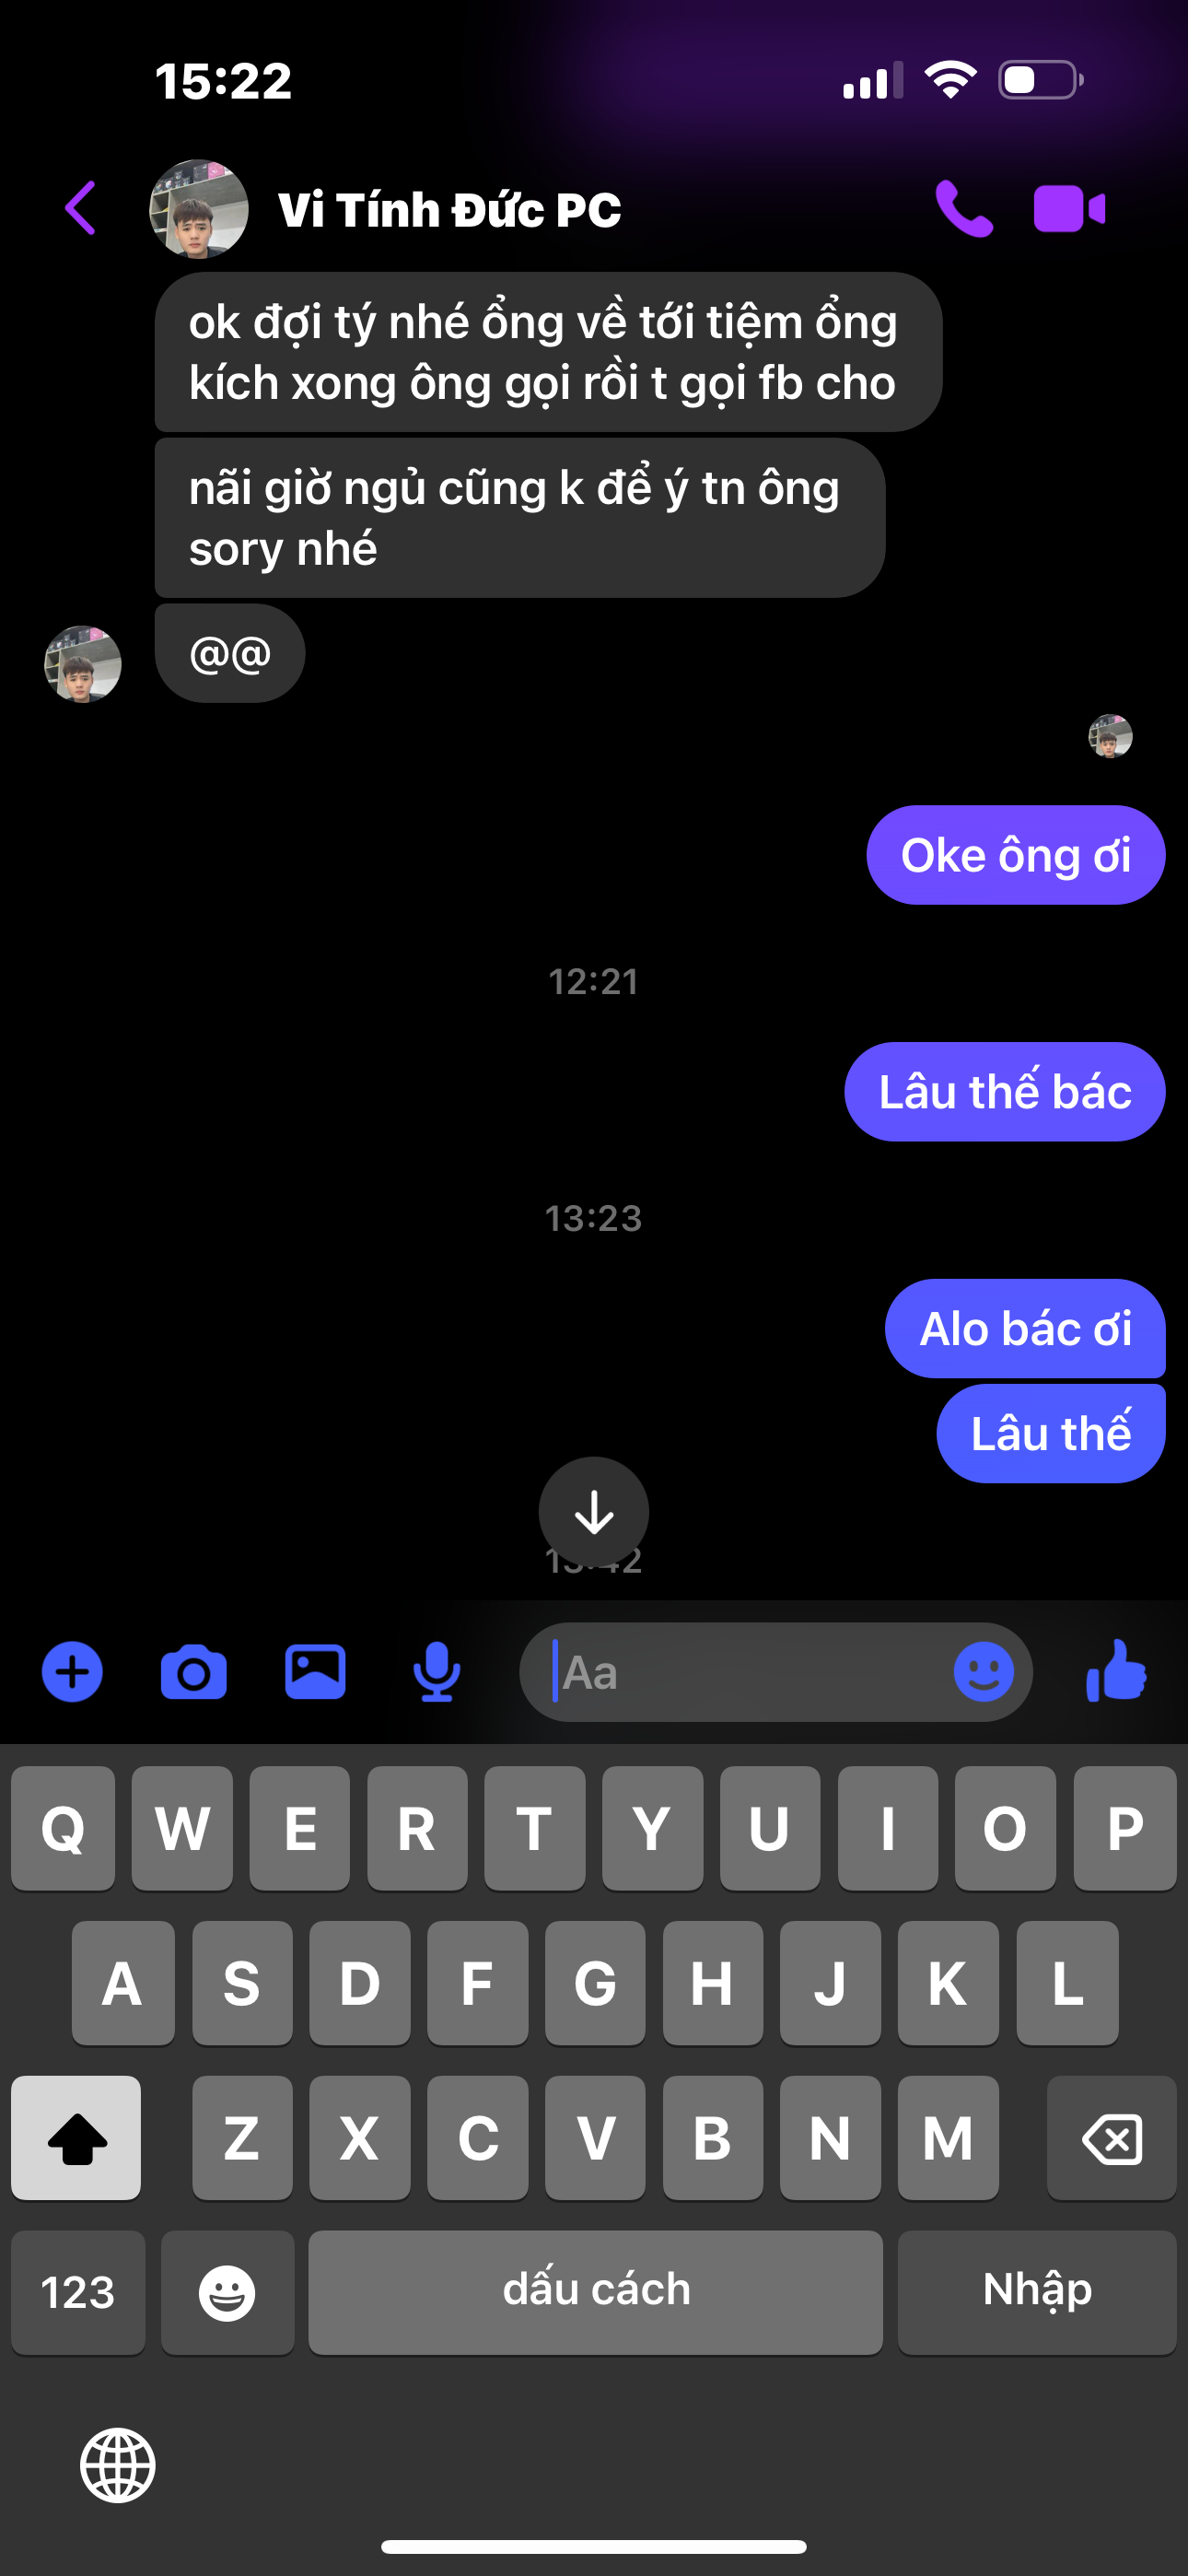 15:22
Vi Tính Đức PC
ok đợi tý nhé ổng về tới tiệm ổng
kích xong ông gọi rồi t gọi fb cho
nãi giờ ngủ cũng k để ý tn ông
sory nhé
@@
Oke ông ơi
12:21
Lâu thế bác
13:23
Alo bác ơi
Lâu thế
Aa
Q W E R T Y U I O P
A S D F G H J K L
Z X C V B N M
123 dấu cách Nhập